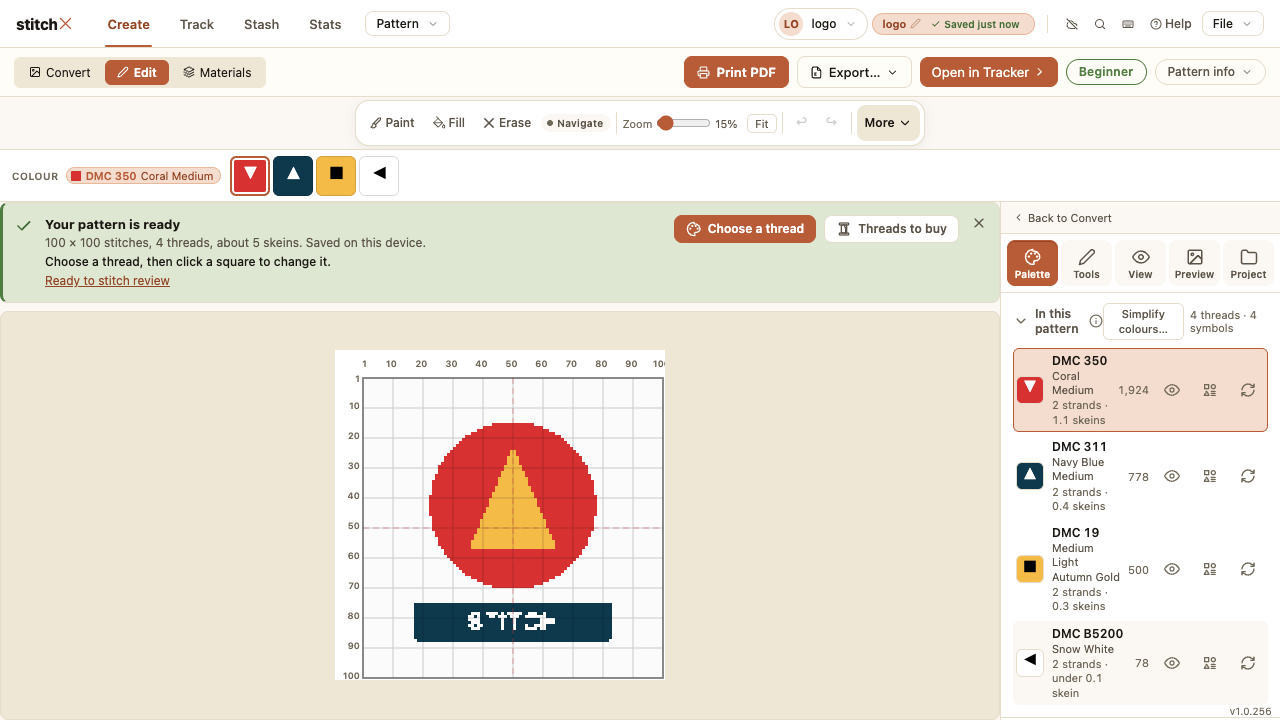 stitch
Create
Track
Stash
Stats
Pattern
LO
logo
logo
Saved just now
Help
File
Convert
Edit
Materials
Print PDF
Export...
Open in Tracker
Beginner
Pattern info
Paint
Fill
Erase
Navigate
Zoom
15%
Fit
More
COLOUR
DMC 350 Coral Medium
Your pattern is ready
100 × 100 stitches, 4 threads, about 5 skeins. Saved on this device.
Choose a thread, then click a square to change it.
Ready to stitch review
Choose a thread
Threads to buy
1 10 20 30 40 50 60 70 80 90 100
1
10
20
30
40
50
60
70
80
90
100
Back to Convert
Palette
Tools
View
Preview
Project
In this
pattern
Simplify
colours...
4 threads · 4
symbols
DMC 350
Coral
Medium
2 strands ·
1.1 skeins
1,924
DMC 311
Navy Blue
Medium
2 strands ·
0.4 skeins
778
DMC 19
Medium
Light
Autumn Gold
2 strands ·
0.3 skeins
500
DMC B5200
Snow White
2 strands ·
under 0.1
skein
78
v1.0.256